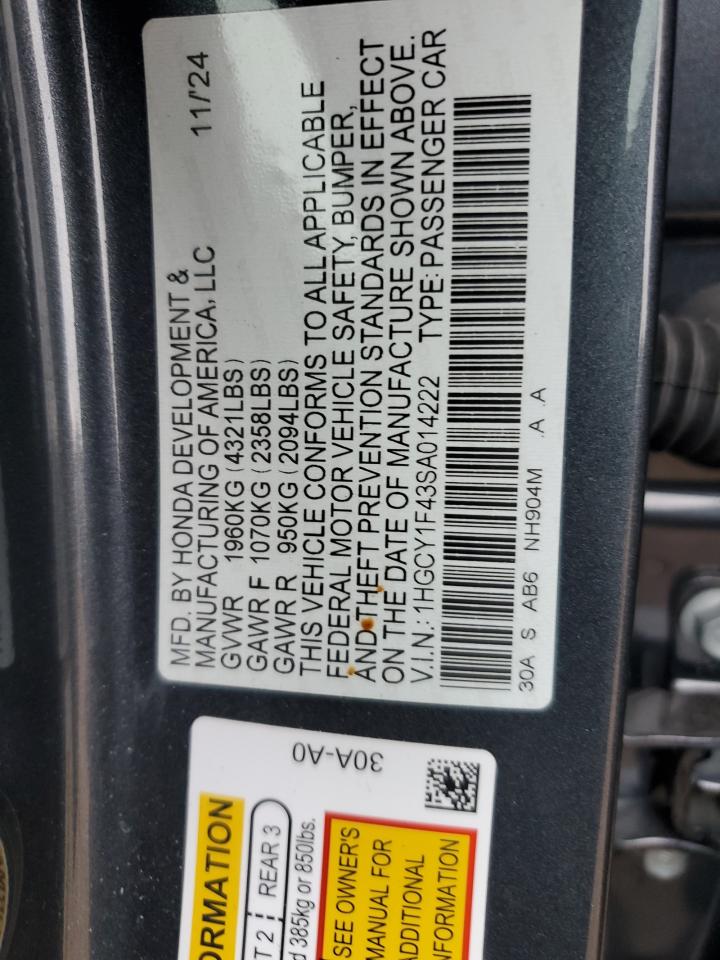 MFD. BY HONDA DEVELOPMENT &
MANUFACTURING OF AMERICA, LLC 11/'24
GVWR 1960KG (4321LBS)
GAWR F 1070KG (2358LBS)
GAWR R 950KG (2094LBS)
THIS VEHICLE CONFORMS TO ALL APPLICABLE
FEDERAL MOTOR VEHICLE SAFETY, BUMPER,
AND THEFT PREVENTION STANDARDS IN EFFECT
ON THE DATE OF MANUFACTURE SHOWN ABOVE.
V.I.N.: 1HGCY1F43SA014222 TYPE: PASSENGER CAR
30A S AB6 NH904M .A .A
30A-A0
ORMATION
T 2 REAR 3
d 385kg or 850lbs.
SEE OWNER'S
MANUAL FOR
ADDITIONAL
NFORMATION